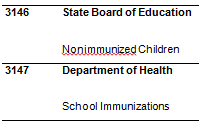 3146 State Board of Education
Nonimmunized Children
3147 Department of Health
School Immunizations